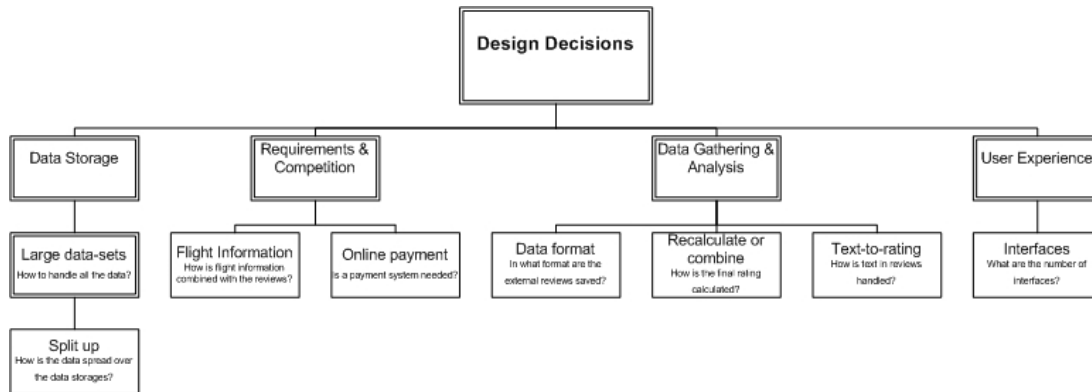 Design Decisions
Data Storage
Requirements &
Competition
Data Gathering &
Analysis
User Experience
Large data-sets
How to handle all the data?
Flight Information
How is flight information
combined with the reviews?
Online payment
Is a payment system needed?
Data format
In what format are the
external reviews saved?
Recalculate or
combine
How is the final rating
calculated?
Text-to-rating
How is text in reviews
handled?
Interfaces
What are the number of
interfaces?
Split up
How is the data spread over
the data storages?